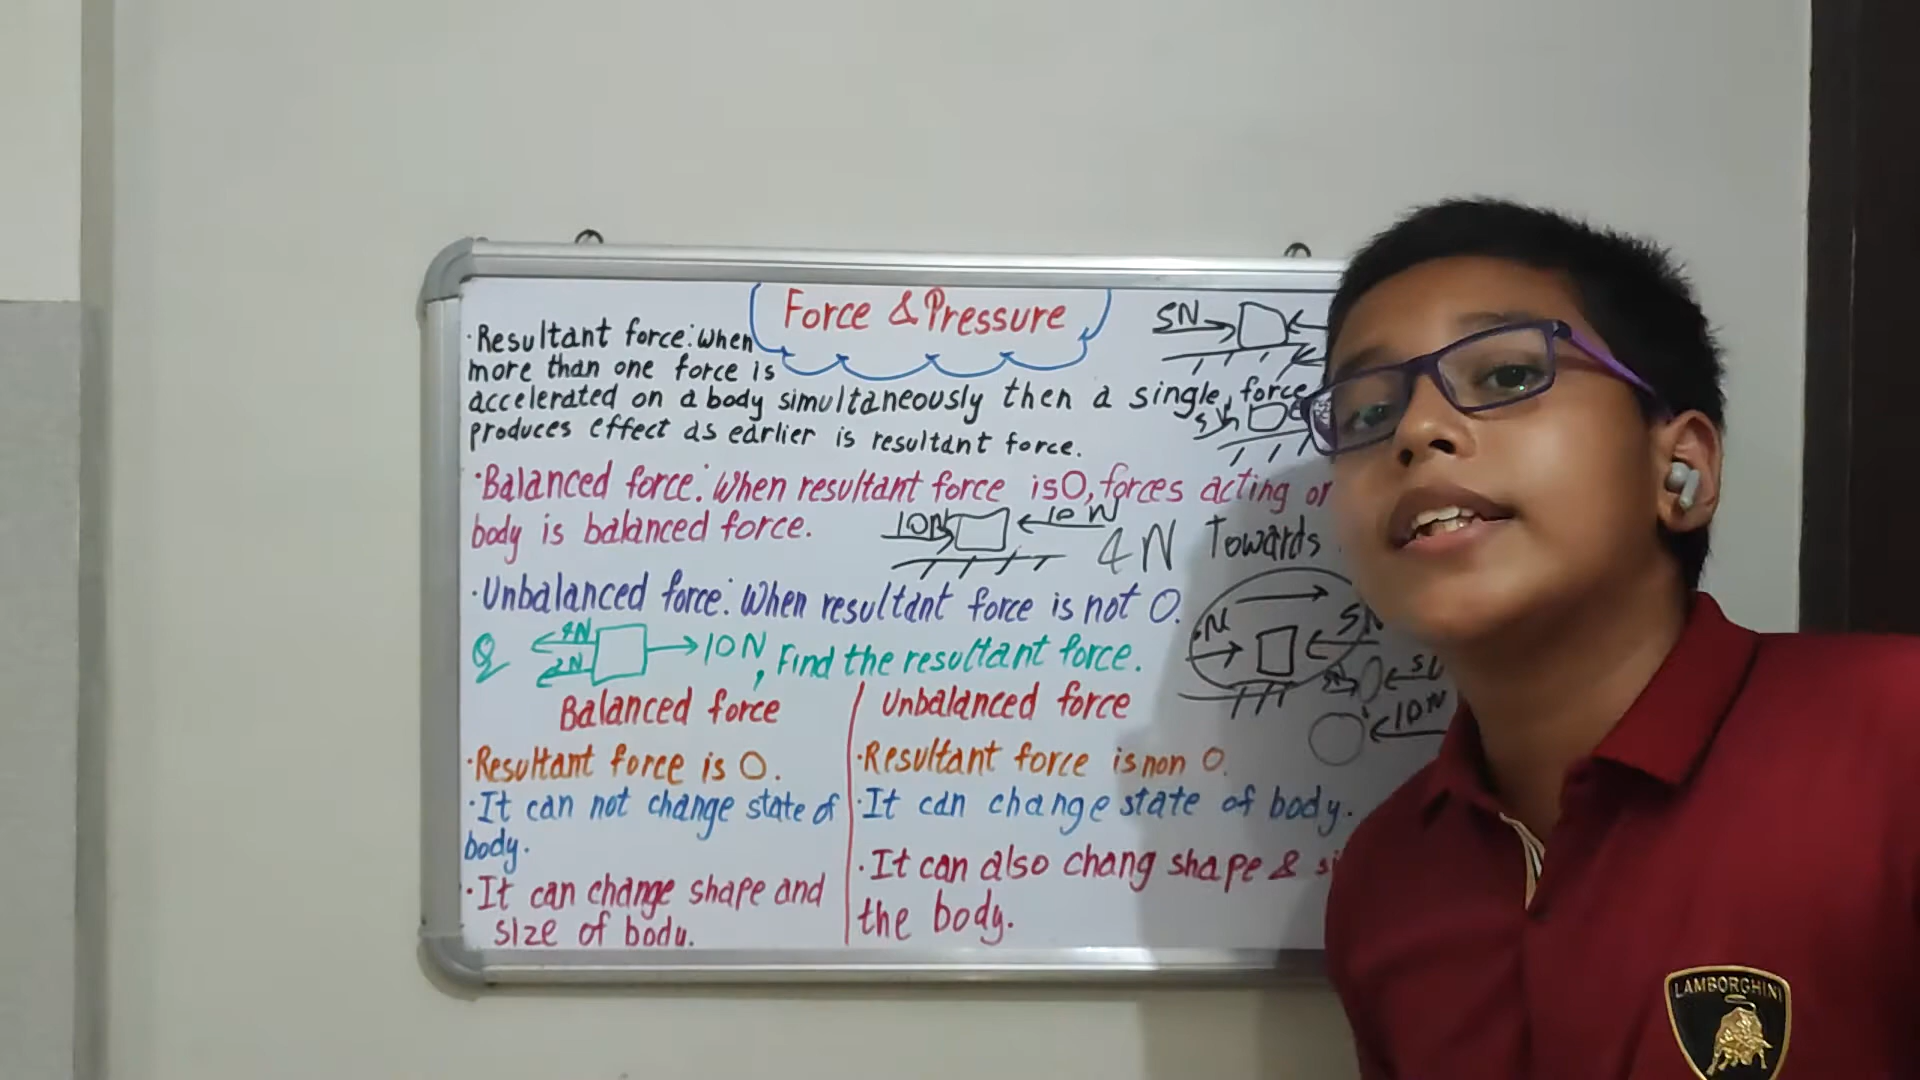 Force & Pressure
5N
• Resultant force: When
more than one force is
accelerated on a body simultaneously then a single force
produces effect as earlier is resultant force.
• Balanced force: When resultant force is 0, forces acting on
body is balanced force.
10N
10N
4N Towards
• Unbalanced force: When resultant force is not 0.
Q 4N
2N
10N, Find the resultant force.
5N
10N
Balanced force
Unbalanced force
• Resultant force is 0.
• It can not change state of
body.
• It can change shape and
size of body.
• Resultant force is non 0.
• It can change state of body.
• It can also chang shape &
the body.
LAMBORGHINI